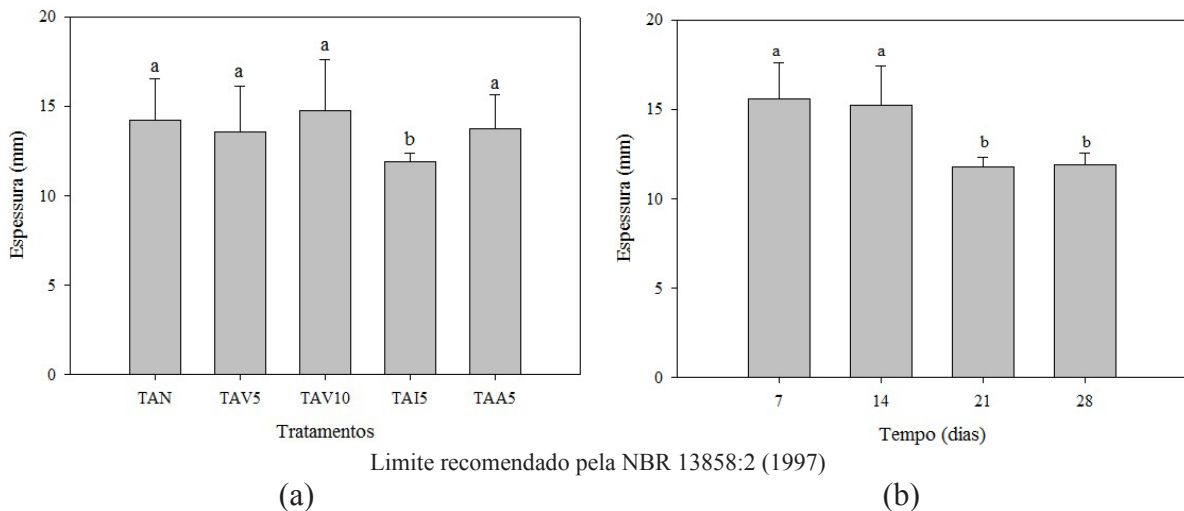 20
15
10
5
0
Espessura (mm)
a
a
a
b
a
TAN TAV5 TAV10 TAI5 TAA5
Tratamentos
20
15
10
5
0
Espessura (mm)
a
a
b
b
7 14 21 28
Tempo (dias)
Limite recomendado pela NBR 13858:2 (1997)
(a) (b)